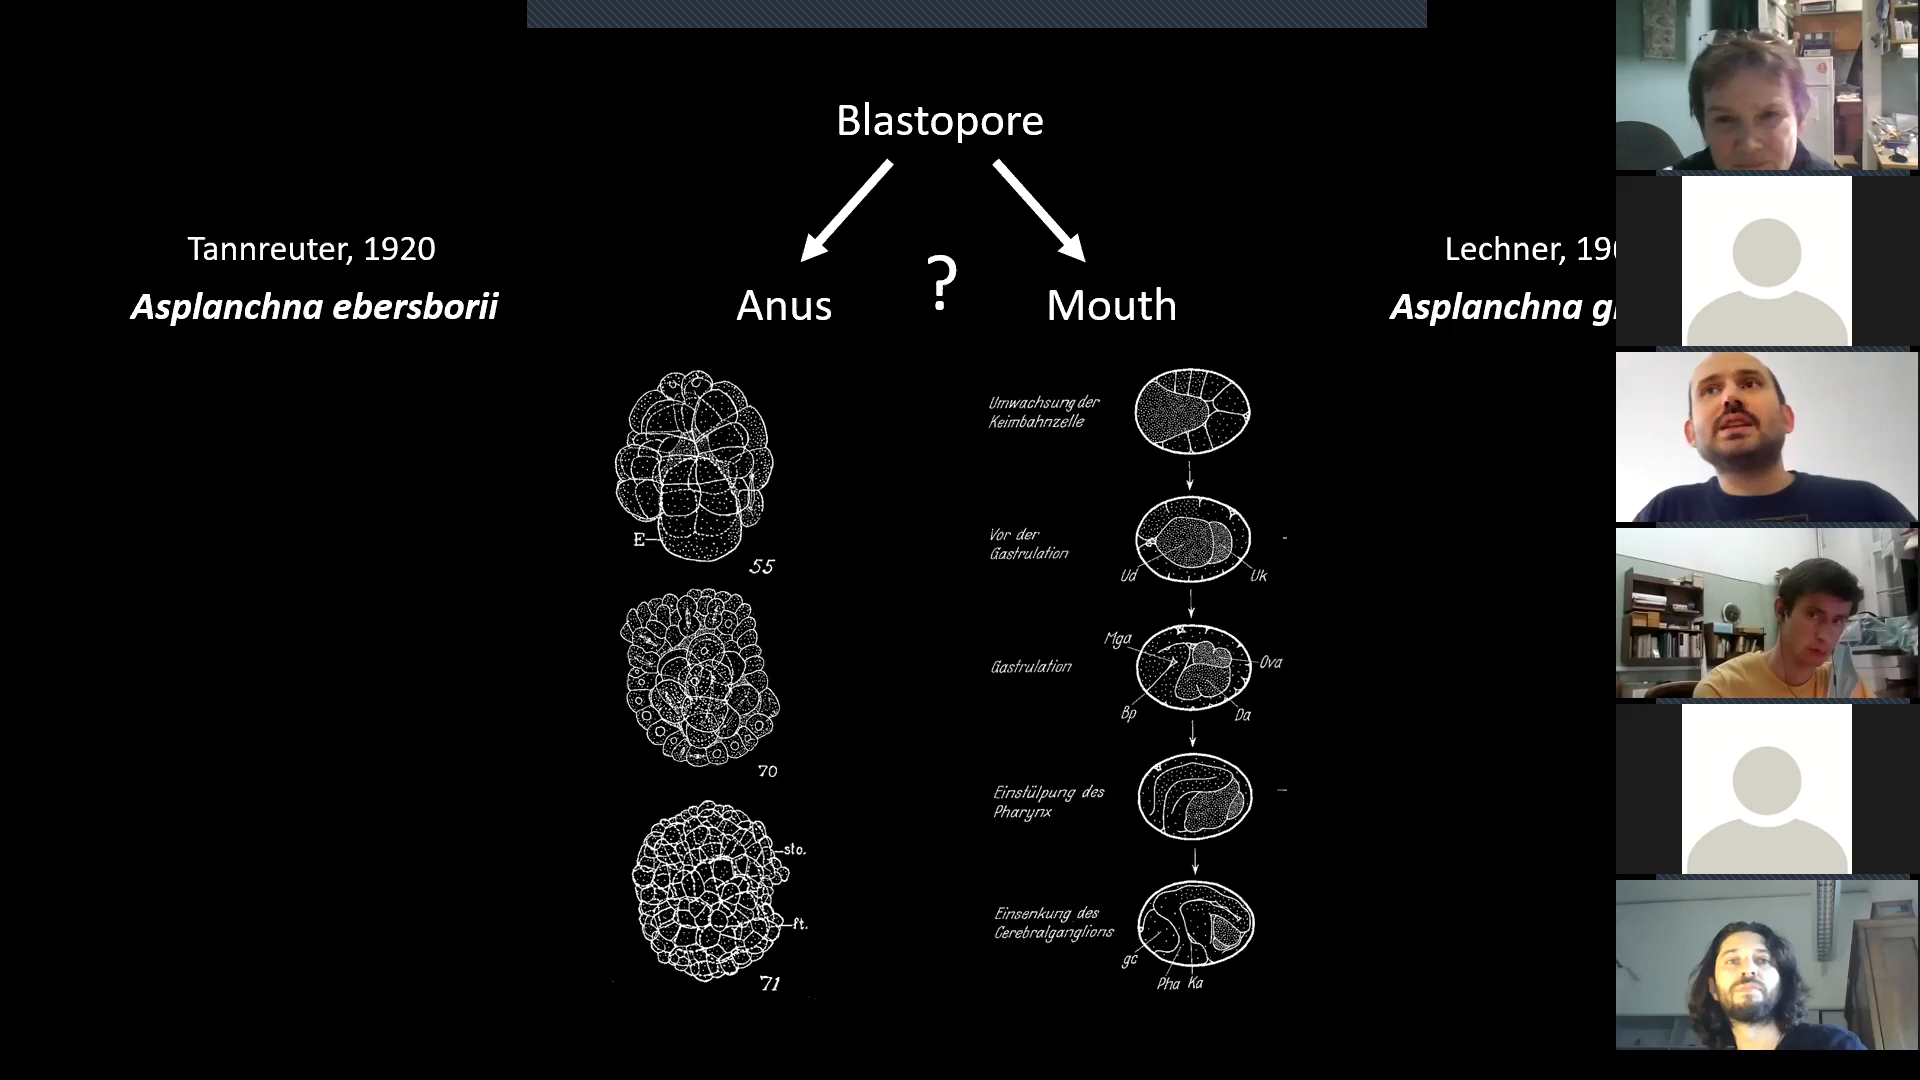 Blastopore
Tannreuter, 1920
Asplanchna ebersborii
?
Anus
Mouth
Lechner, 19
Asplanchna g
E
55
70
sto.
ft.
71
Umwachsung der
Keimbahnzelle
Vor der
Gastrulation
Ud
Uk
Mga
Gastrulation
Ova
Bp
Da
Einstülpung des
Pharynx
Einsenkung des
Cerebralganglions
gc
Pha Ka